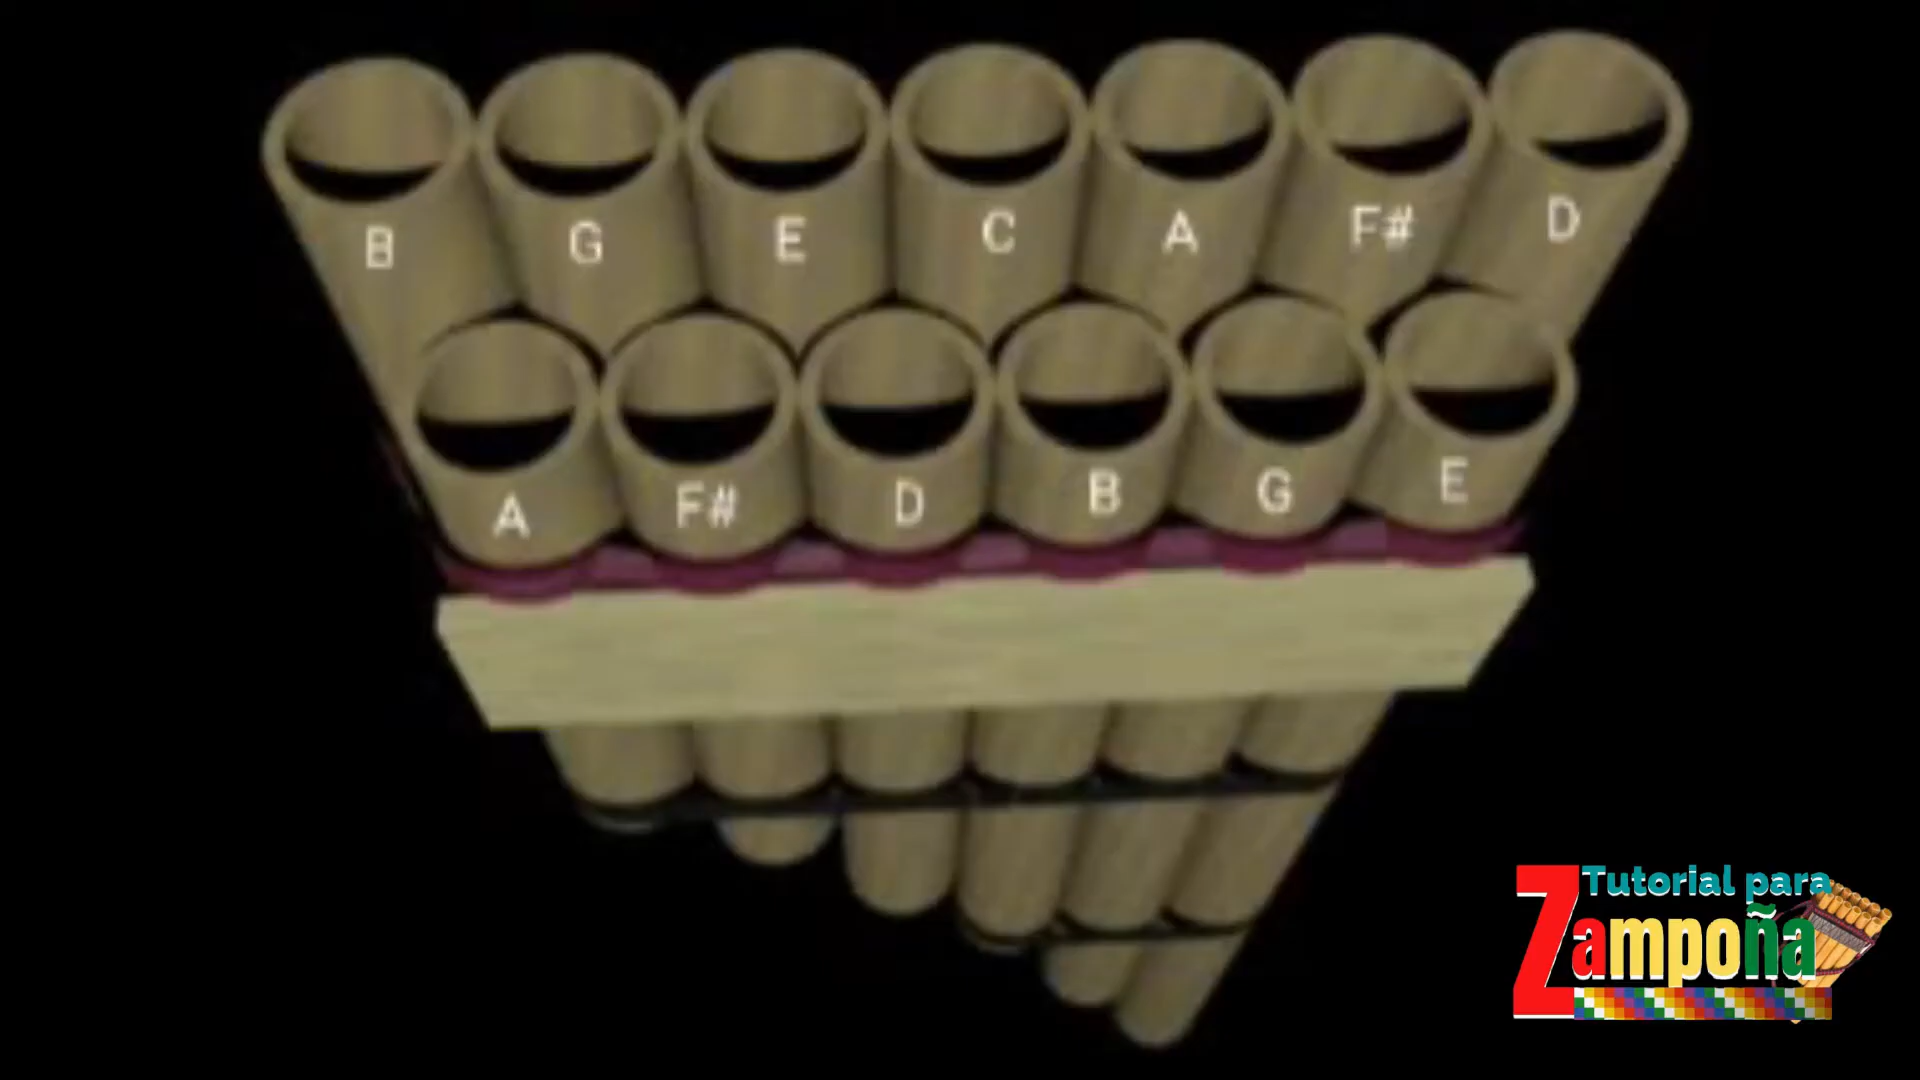 B G E C A F# D
A F# D B G E
Tutorial para
Zampoña